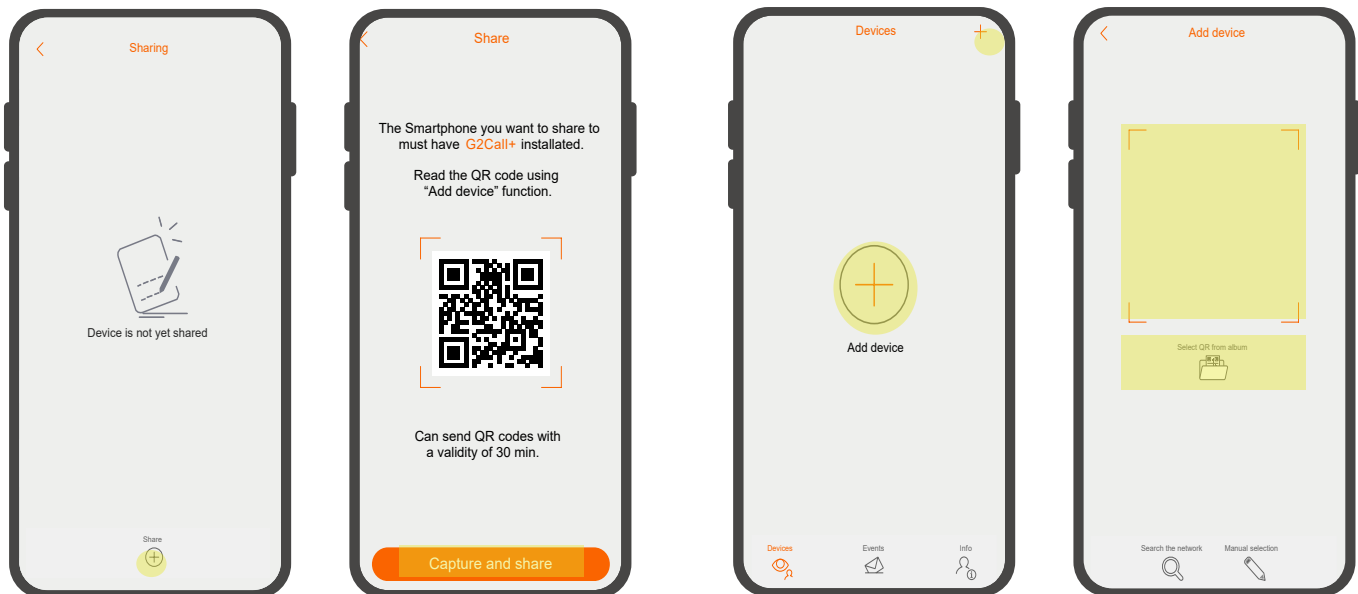 Sharing
Device is not yet shared
Share
Share
The Smartphone you want to share to
must have G2Call+ installated.
Read the QR code using
“Add device” function.
Can send QR codes with
a validity of 30 min.
Capture and share
Devices
Add device
Devices
Events
Info
Add device
Select QR from album
Search the network
Manual selection